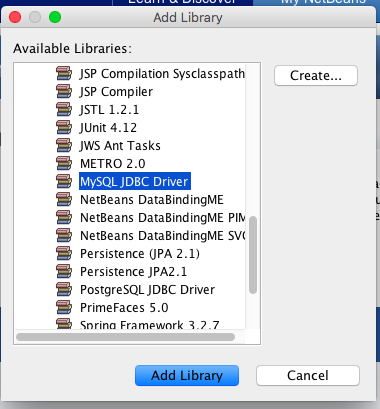 Learn & Discover
My NetBeans
Add Library
Available Libraries:
JSP Compilation Sysclasspath
Create...
JSP Compiler
JSTL 1.2.1
JUnit 4.12
JWS Ant Tasks
METRO 2.0
MySQL JDBC Driver
NetBeans DataBindingME
NetBeans DataBindingME PIM
NetBeans DataBindingME SVG
Persistence (JPA 2.1)
Persistence JPA2.1
PostgreSQL JDBC Driver
PrimeFaces 5.0
Spring Framework 3.2.7
Add Library
Cancel